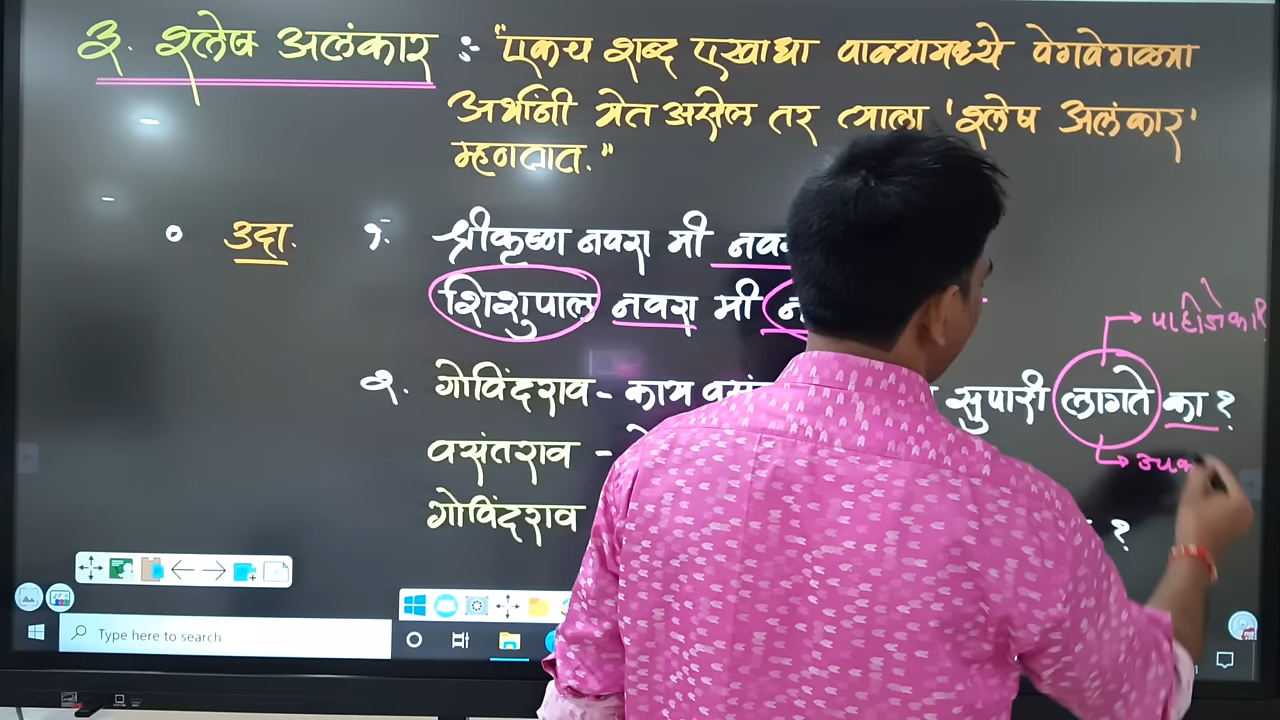 ३. श्लेष अलंकार :- "एकच शब्द एखाद्या वाक्यामध्ये वेगवेगळ्या
अर्थांनी येत असेल तर त्याला 'श्लेष अलंकार'
म्हणतात."
उदा. १. श्रीकृष्ण नवरा मी
शिशुपाल नवरा मी
पाहीजे का?
२. गोविंदराव - काय सुपारी लागते का?
वसंतराव -
गोविंदराव ?
Type here to search